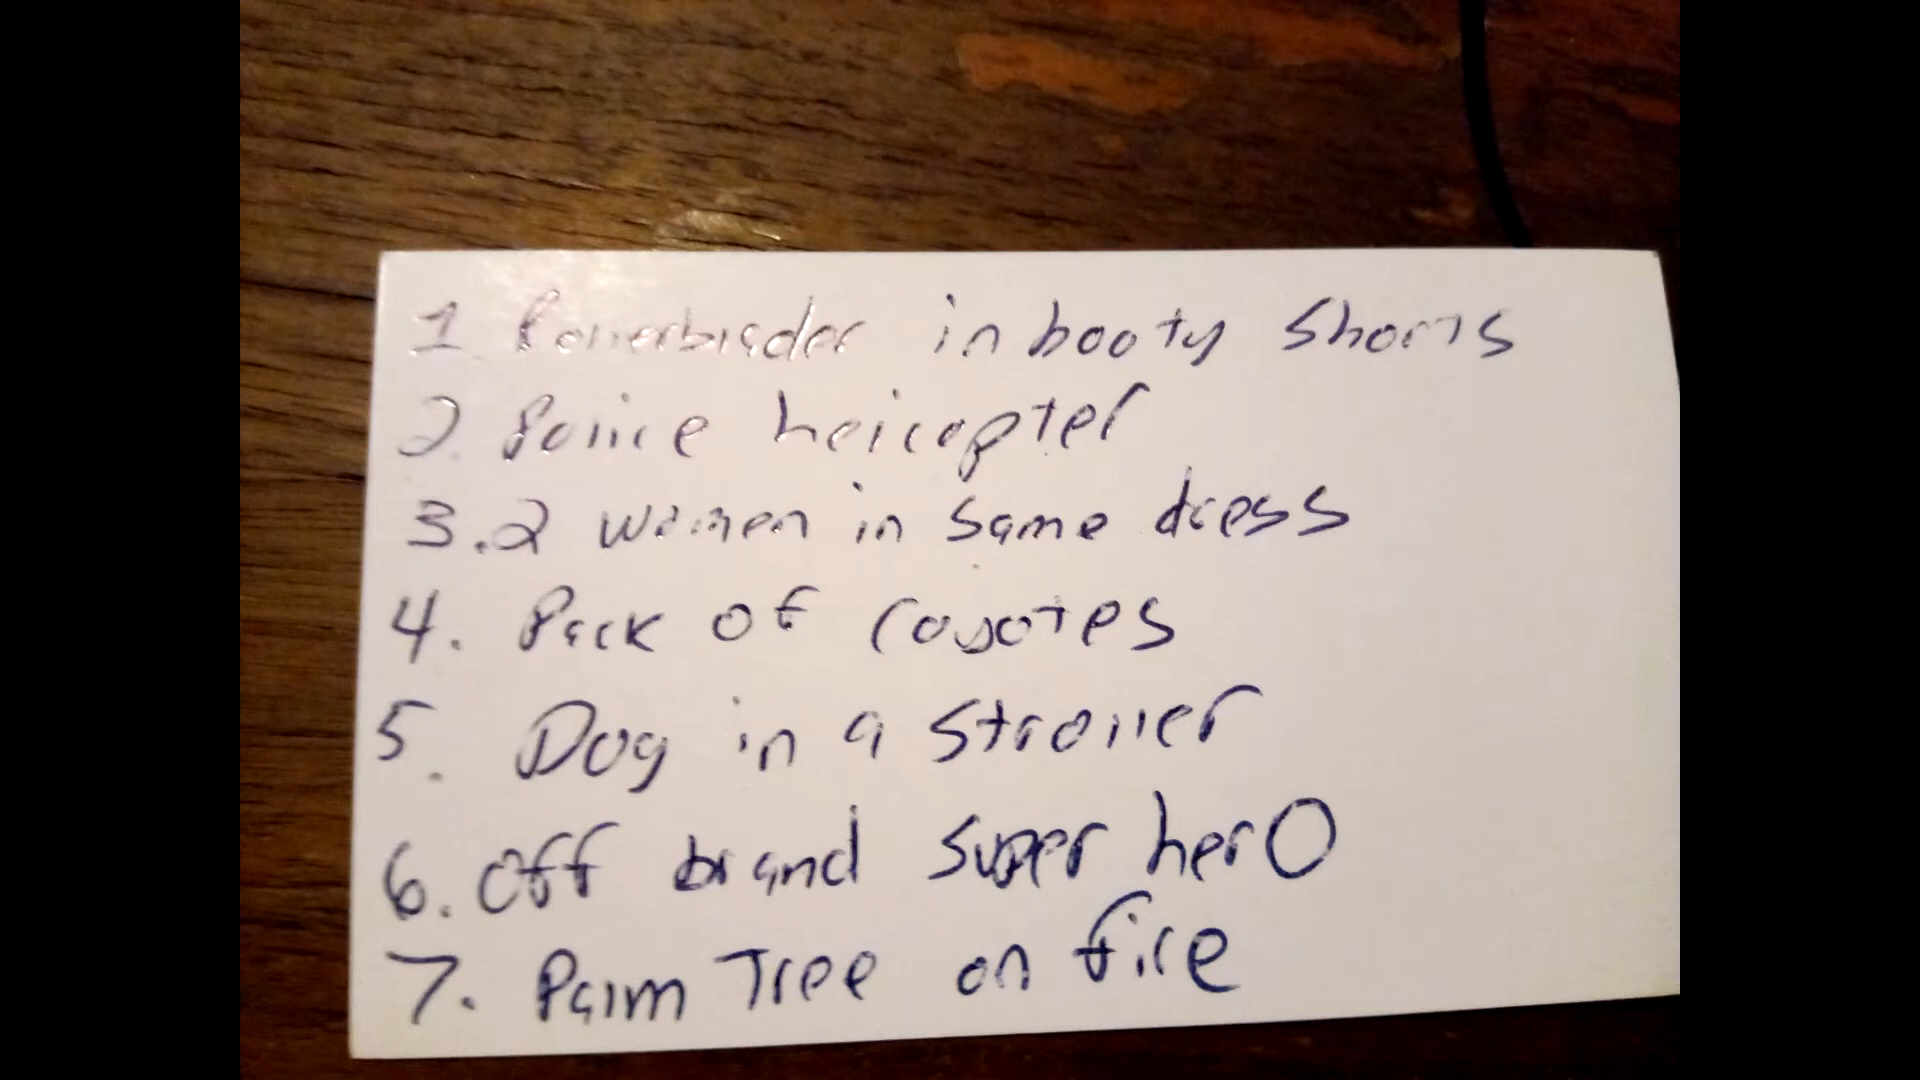 1. Rollerblader in booty shorts
2. Police helicopter
3. 2 women in same dress
4. Pack of coyotes
5. Dog in a stroller
6. Off brand super hero
7. Palm Tree on fire